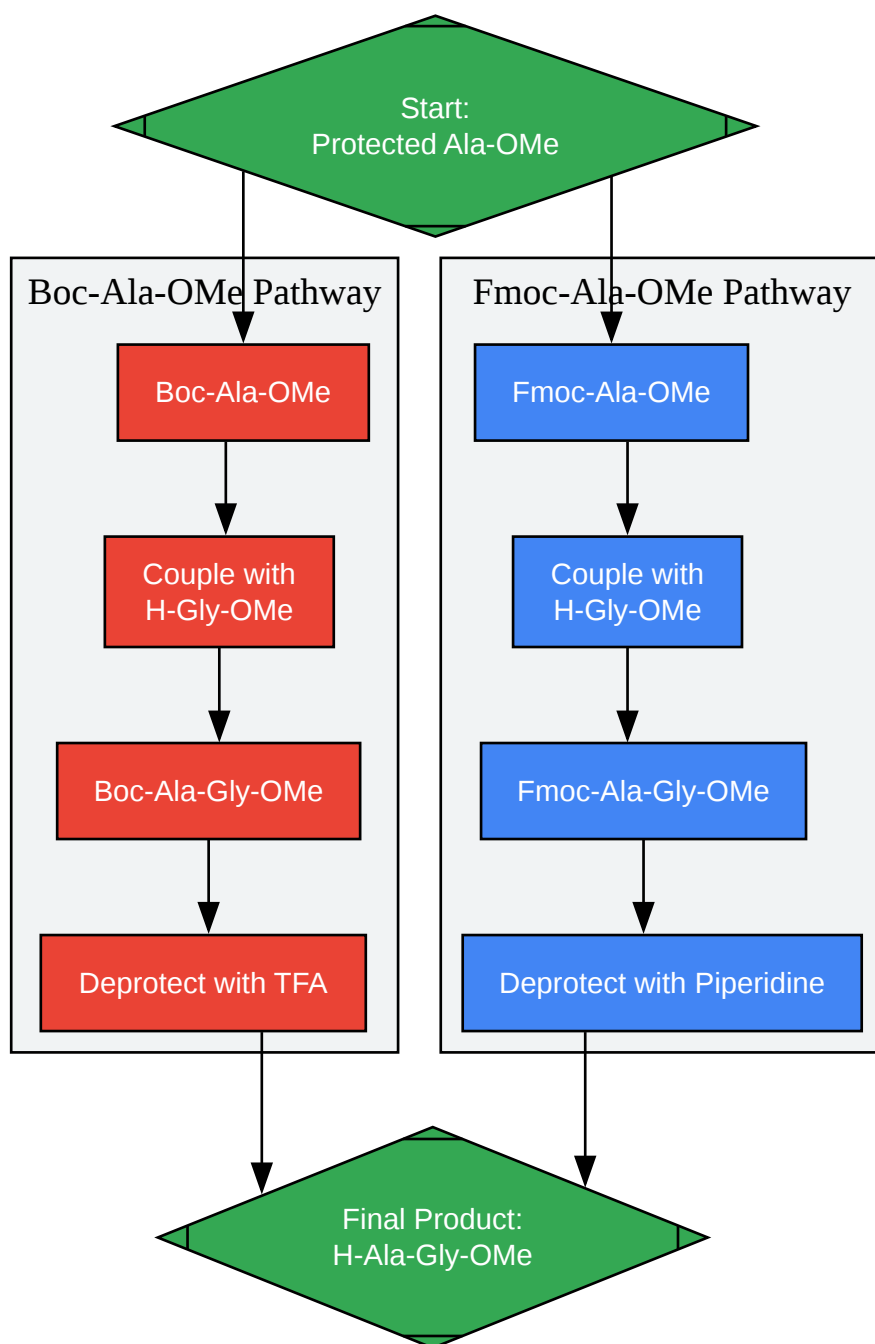 Start:
Protected Ala-OMe
Boc-Ala-OMe Pathway
Boc-Ala-OMe
Couple with
H-Gly-OMe
Boc-Ala-Gly-OMe
Deprotect with TFA
Fmoc-Ala-OMe Pathway
Fmoc-Ala-OMe
Couple with
H-Gly-OMe
Fmoc-Ala-Gly-OMe
Deprotect with Piperidine
Final Product:
H-Ala-Gly-OMe